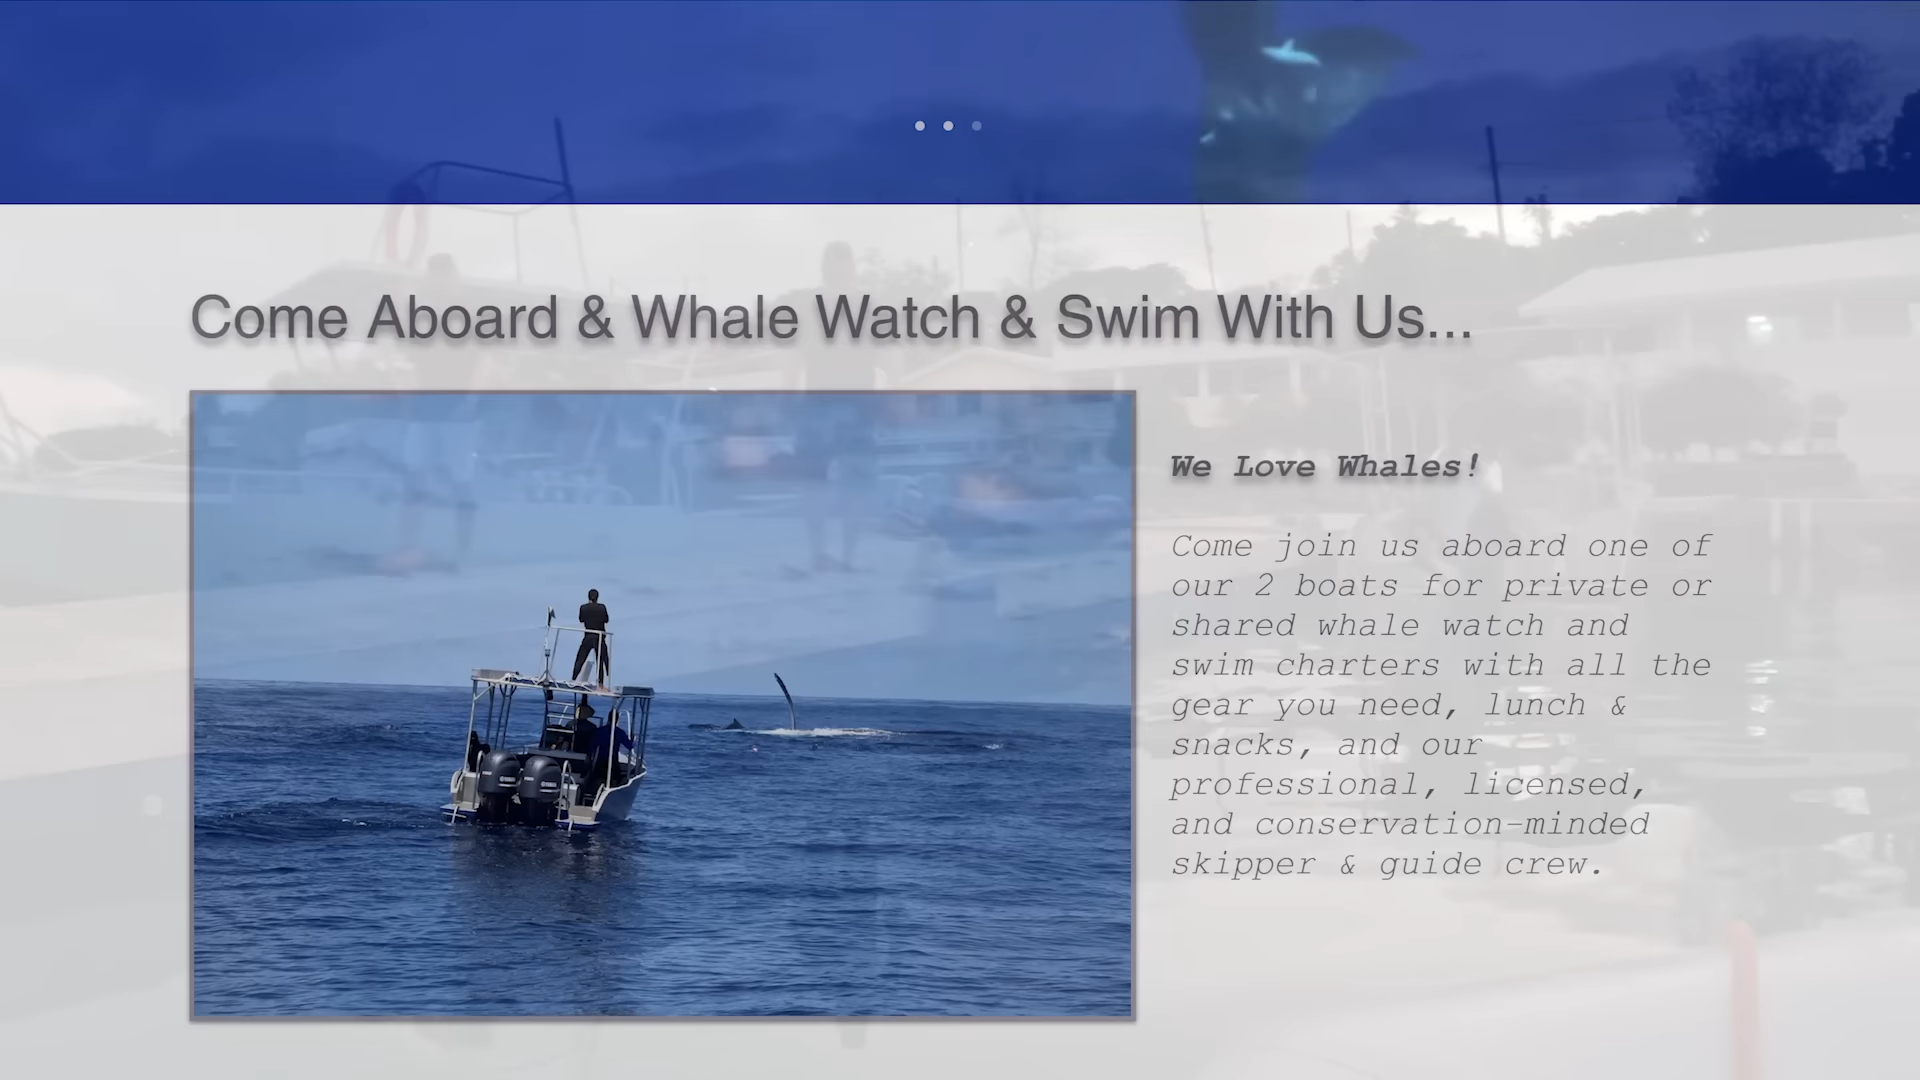 Come Aboard & Whale Watch & Swim With Us...
We Love Whales!
Come join us aboard one of
our 2 boats for private or
shared whale watch and
swim charters with all the
gear you need, lunch &
snacks, and our
professional, licensed,
and conservation-minded
skipper & guide crew.